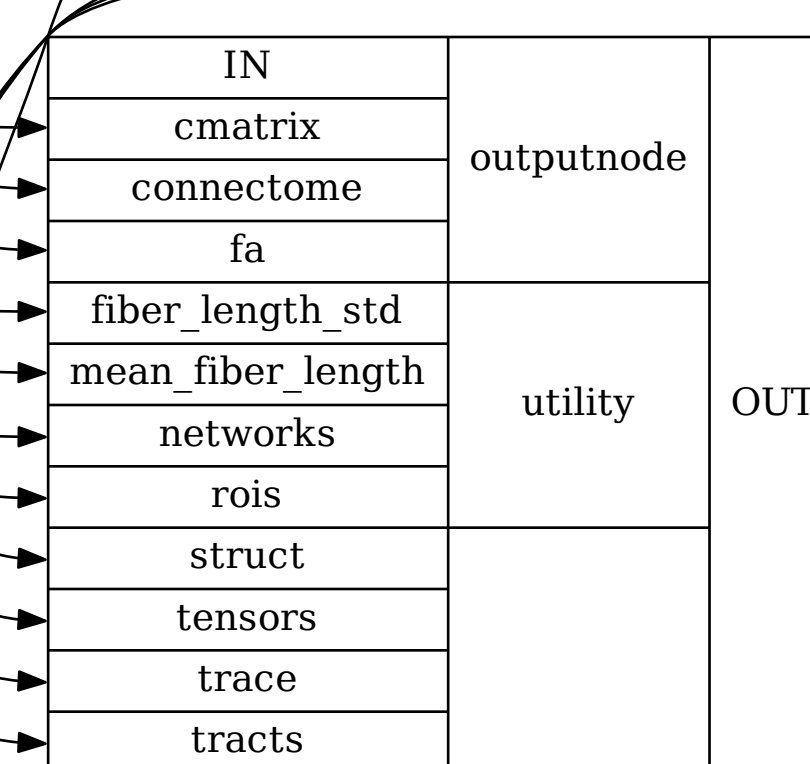 IN
cmatrix
connectome
fa
fiber_length_std
mean_fiber_length
networks
rois
struct
tensors
trace
tracts
outputnode
utility
OUT